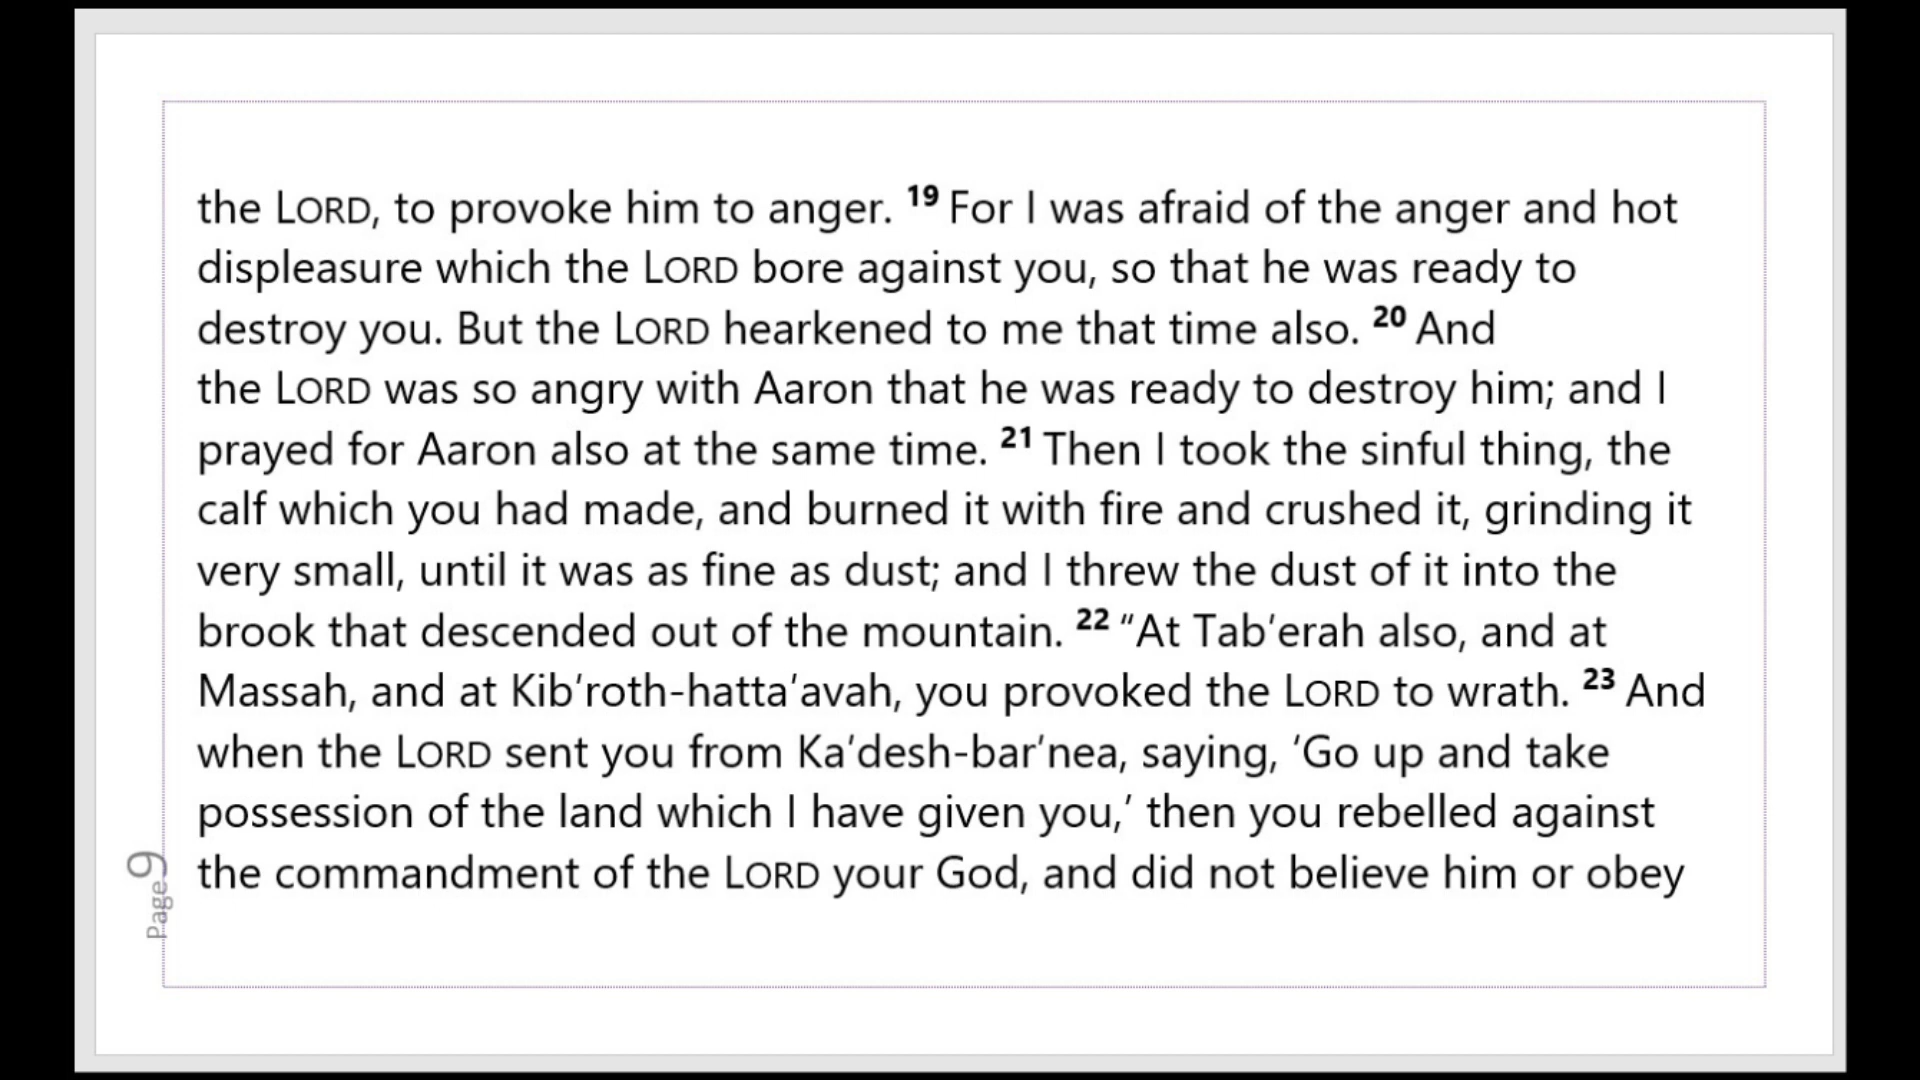 the LORD, to provoke him to anger. 19 For I was afraid of the anger and hot
displeasure which the LORD bore against you, so that he was ready to
destroy you. But the LORD hearkened to me that time also. 20 And
the LORD was so angry with Aaron that he was ready to destroy him; and I
prayed for Aaron also at the same time. 21 Then I took the sinful thing, the
calf which you had made, and burned it with fire and crushed it, grinding it
very small, until it was as fine as dust; and I threw the dust of it into the
brook that descended out of the mountain. 22 “At Tab′erah also, and at
Massah, and at Kib′roth-hatta′avah, you provoked the LORD to wrath. 23 And
when the LORD sent you from Ka′desh-bar′nea, saying, ‘Go up and take
possession of the land which I have given you,’ then you rebelled against
the commandment of the LORD your God, and did not believe him or obey
Page 9